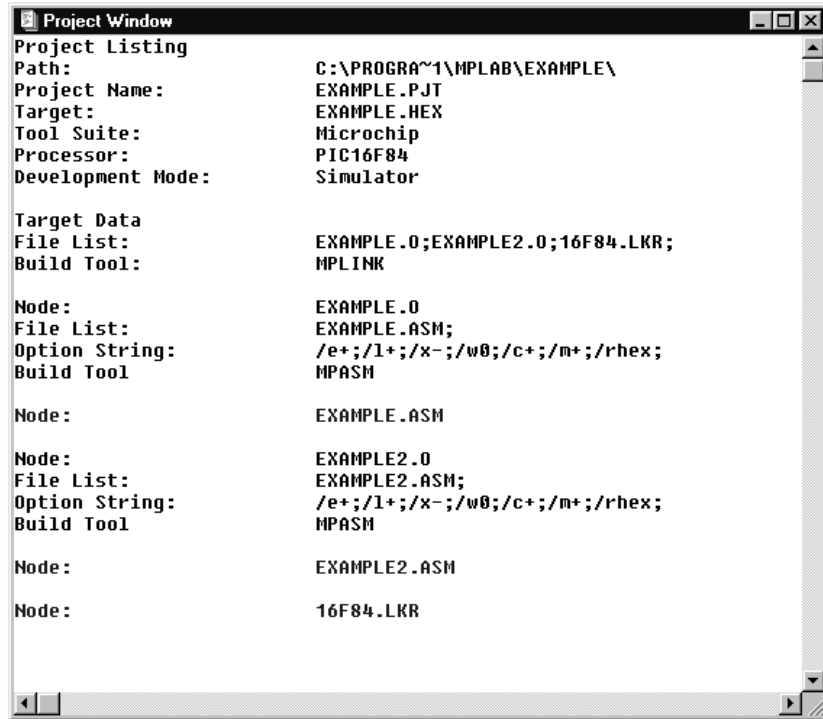 Project Window
Project Listing
Path: C:\PROGRA~1\MPLAB\EXAMPLE\
Project Name: EXAMPLE.PJT
Target: EXAMPLE.HEX
Tool Suite: Microchip
Processor: PIC16F84
Development Mode: Simulator
Target Data
File List: EXAMPLE.O;EXAMPLE2.O;16F84.LKR;
Build Tool: MPLINK
Node: EXAMPLE.O
File List: EXAMPLE.ASM;
Option String: /e+;/l+;/x-;/w0;/c+;/m+;/rhex;
Build Tool MPASM
Node: EXAMPLE.ASM
Node: EXAMPLE2.O
File List: EXAMPLE2.ASM;
Option String: /e+;/l+;/x-;/w0;/c+;/m+;/rhex;
Build Tool MPASM
Node: EXAMPLE2.ASM
Node: 16F84.LKR